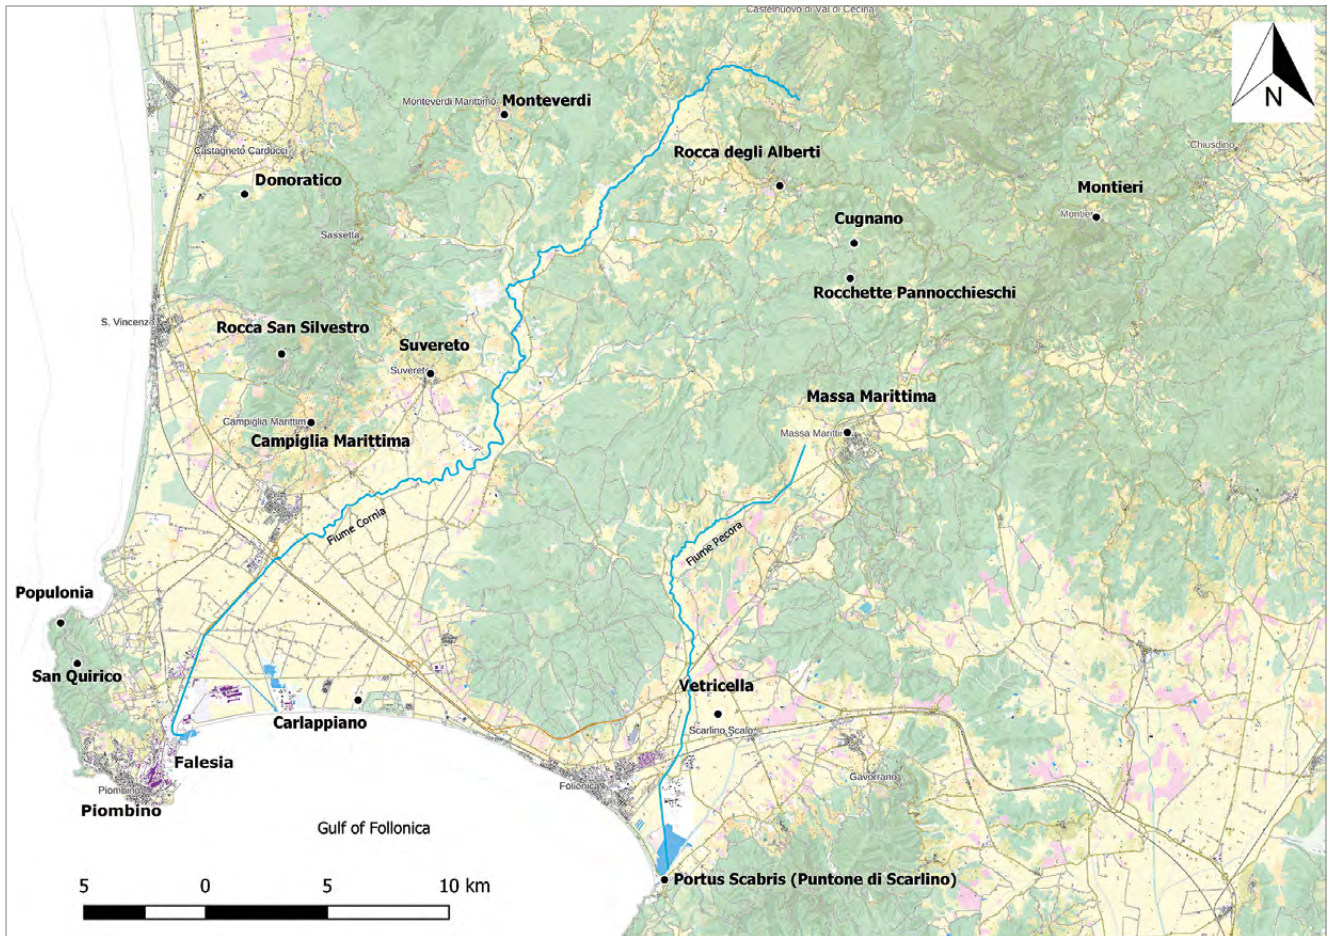 Castelnuovo di Val di Cecina
N
Monteverdi Marittimo
Monteverdi
Castagneto Carducci
Rocca degli Alberti
Chiusdino
Donoratico
Montieri
Montieri
Sassetta
Cugnano
Rocchette Pannocchieschi
S. Vincenzo
Rocca San Silvestro
Suvereto
Suvereto
Massa Marittima
Campiglia Marittim
Campiglia Marittima
Massa Maritti
Fiume Cornia
Fiume Pecora
Populonia
San Quirico
Vetricella
Carlappiano
Scarlino Scalo
Falesia
Gavorrano
Piombino
Follonica
Piombino
Gulf of Follonica
Portus Scabris (Puntone di Scarlino)
5 0 5 10 km